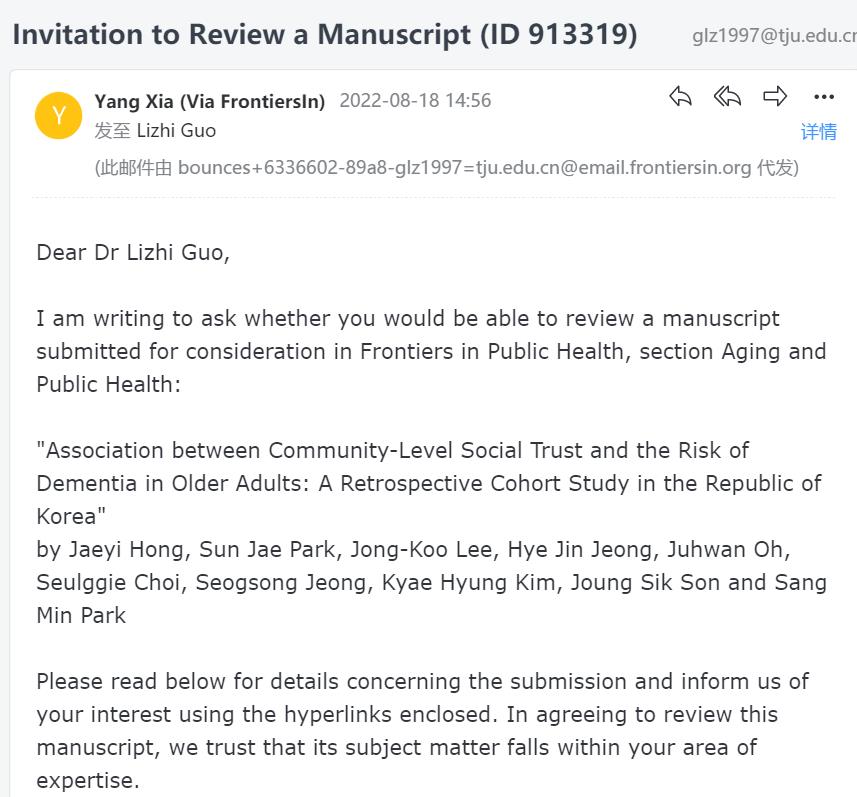 Invitation to Review a Manuscript (ID 913319)
glz1997@tju.edu.cn
Y
Yang Xia (Via FrontiersIn) 2022-08-18 14:56
发至 Lizhi Guo
详情
(此邮件由 bounces+6336602-89a8-glz1997=tju.edu.cn@email.frontiersin.org 代发)
Dear Dr Lizhi Guo,
I am writing to ask whether you would be able to review a manuscript
submitted for consideration in Frontiers in Public Health, section Aging and
Public Health:
"Association between Community-Level Social Trust and the Risk of
Dementia in Older Adults: A Retrospective Cohort Study in the Republic of
Korea"
by Jaeyi Hong, Sun Jae Park, Jong-Koo Lee, Hye Jin Jeong, Juhwan Oh,
Seulggie Choi, Seogsong Jeong, Kyae Hyung Kim, Joung Sik Son and Sang
Min Park
Please read below for details concerning the submission and inform us of
your interest using the hyperlinks enclosed. In agreeing to review this
manuscript, we trust that its subject matter falls within your area of
expertise.